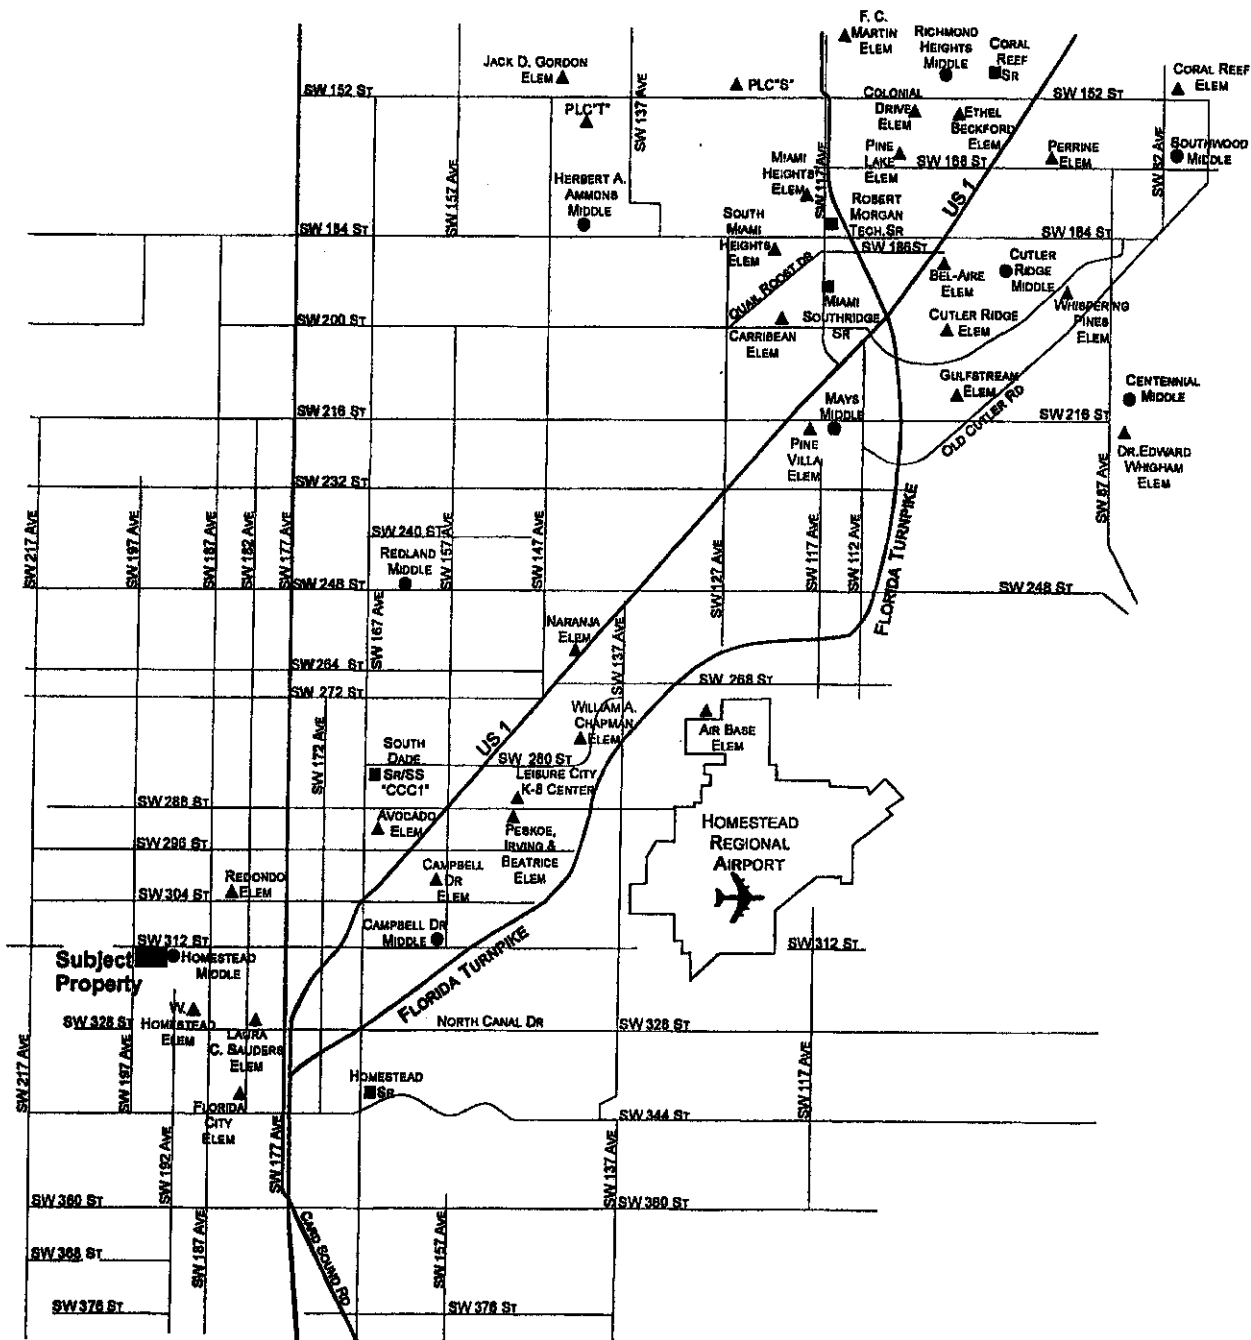 F. C.
MARTIN
ELEM
RICHMOND
HEIGHTS
MIDDLE
CORAL
REEF
SR
JACK D. GORDON
ELEM
CORAL REEF
ELEM
SW 152 ST
PLC"S"
SW 152 ST
PLC"T"
SW 137 AVE
COLONIAL
DRIVE
ELEM
ETHEL
BECKFORD
ELEM
SW 157 AVE
HERBERT A.
AMMONS
MIDDLE
MIAMI
HEIGHTS
ELEM
SW 117 AVE
PINE
LAKE
ELEM
SW 168 ST
PERRINE
ELEM
SW 82 AVE
SOUTHWOOD
MIDDLE
US 1
SW 184 ST
SOUTH
MIAMI
HEIGHTS
ELEM
ROBERT
MORGAN
TECH.SR
SW 184 ST
SW 186 ST
QUAIL ROOST DR
BEL-AIRE
ELEM
CUTLER
RIDGE
MIDDLE
SW 200 ST
CARRIBEAN
ELEM
MIAMI
SOUTHRIDGE
SR
CUTLER RIDGE
ELEM
WHISPERING
PINES
ELEM
GULFSTREAM
ELEM
CENTENNIAL
MIDDLE
SW 216 ST
MAYS
MIDDLE
OLD CUTLER RD
SW 216 ST
PINE
VILLA
ELEM
DR.EDWARD
WHIGHAM
ELEM
SW 232 ST
SW 87 AVE
SW 217 AVE
SW 197 AVE
SW 187 AVE
SW 182 AVE
SW 177 AVE
SW 240 ST
REDLAND
MIDDLE
SW 157 AVE
SW 147 AVE
SW 127 AVE
SW 117 AVE
SW 112 AVE
FLORIDA TURNPIKE
SW 248 ST
SW 248 ST
SW 167 AVE
NARANJA
ELEM
SW 137 AVE
SW 264 ST
SW 268 ST
SW 272 ST
WILLIAM A.
CHAPMAN
ELEM
AIR BASE
ELEM
SW 172 AVE
SOUTH
DADE
SR/SS
"CCC1"
US 1
SW 280 ST
LEISURE CITY
K-8 CENTER
SW 288 ST
AVOCADO
ELEM
PESKOE,
IRVING &
BEATRICE
ELEM
HOMESTEAD
REGIONAL
AIRPORT
SW 296 ST
REDONDO
ELEM
CAMPBELL
DR
ELEM
SW 304 ST
CAMPBELL DR
MIDDLE
SW 312 ST
SW 312 ST
Subject
Property
HOMESTEAD
MIDDLE
FLORIDA TURNPIKE
W.
HOMESTEAD
ELEM
LAURA
C. SAUDERS
ELEM
SW 328 ST
NORTH CANAL DR
SW 328 ST
SW 217 AVE
SW 197 AVE
FLORIDA
CITY
ELEM
HOMESTEAD
SR
SW 117 AVE
SW 344 ST
SW 192 AVE
SW 177 AVE
SW 137 AVE
SW 360 ST
SW 360 ST
SW 187 AVE
CARD SOUND RD
SW 157 AVE
SW 368 ST
SW 376 ST
SW 376 ST